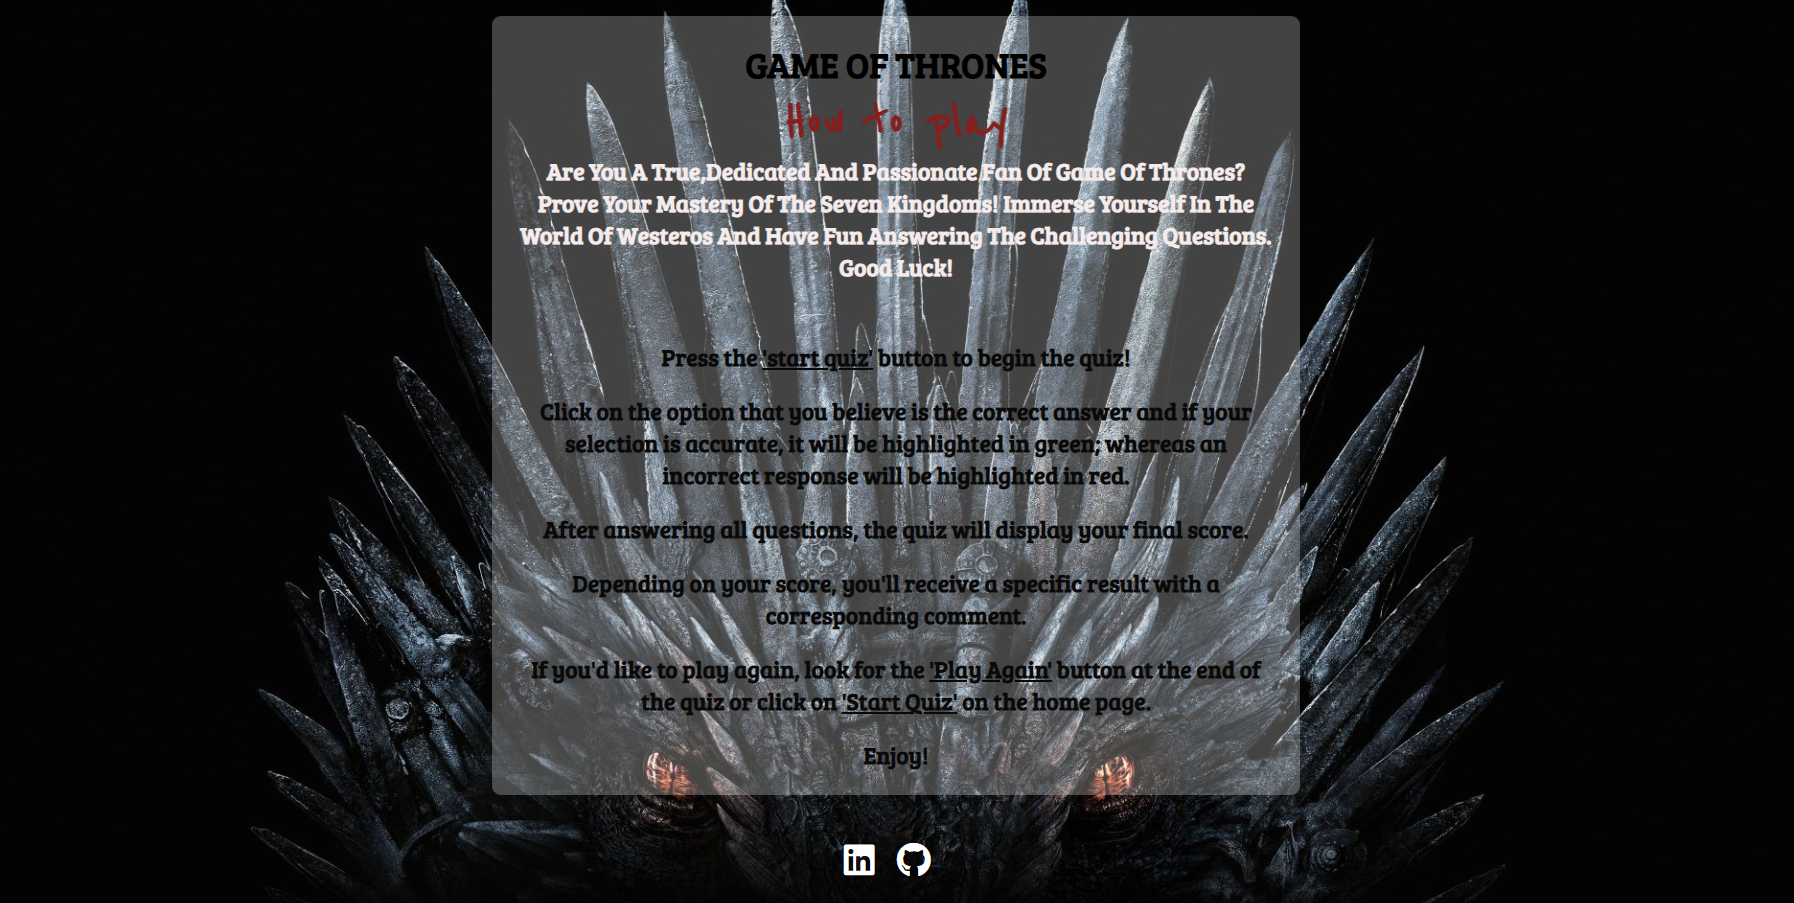 GAME OF THRONES
How to play
Are You A True,Dedicated And Passionate Fan Of Game Of Thrones?
Prove Your Mastery Of The Seven Kingdoms! Immerse Yourself In The
World Of Westeros And Have Fun Answering The Challenging Questions.
Good Luck!
Press the 'start quiz' button to begin the quiz!
Click on the option that you believe is the correct answer and if your
selection is accurate, it will be highlighted in green; whereas an
incorrect response will be highlighted in red.
After answering all questions, the quiz will display your final score.
Depending on your score, you'll receive a specific result with a
corresponding comment.
If you'd like to play again, look for the 'Play Again' button at the end of
the quiz or click on 'Start Quiz' on the home page.
Enjoy!
in